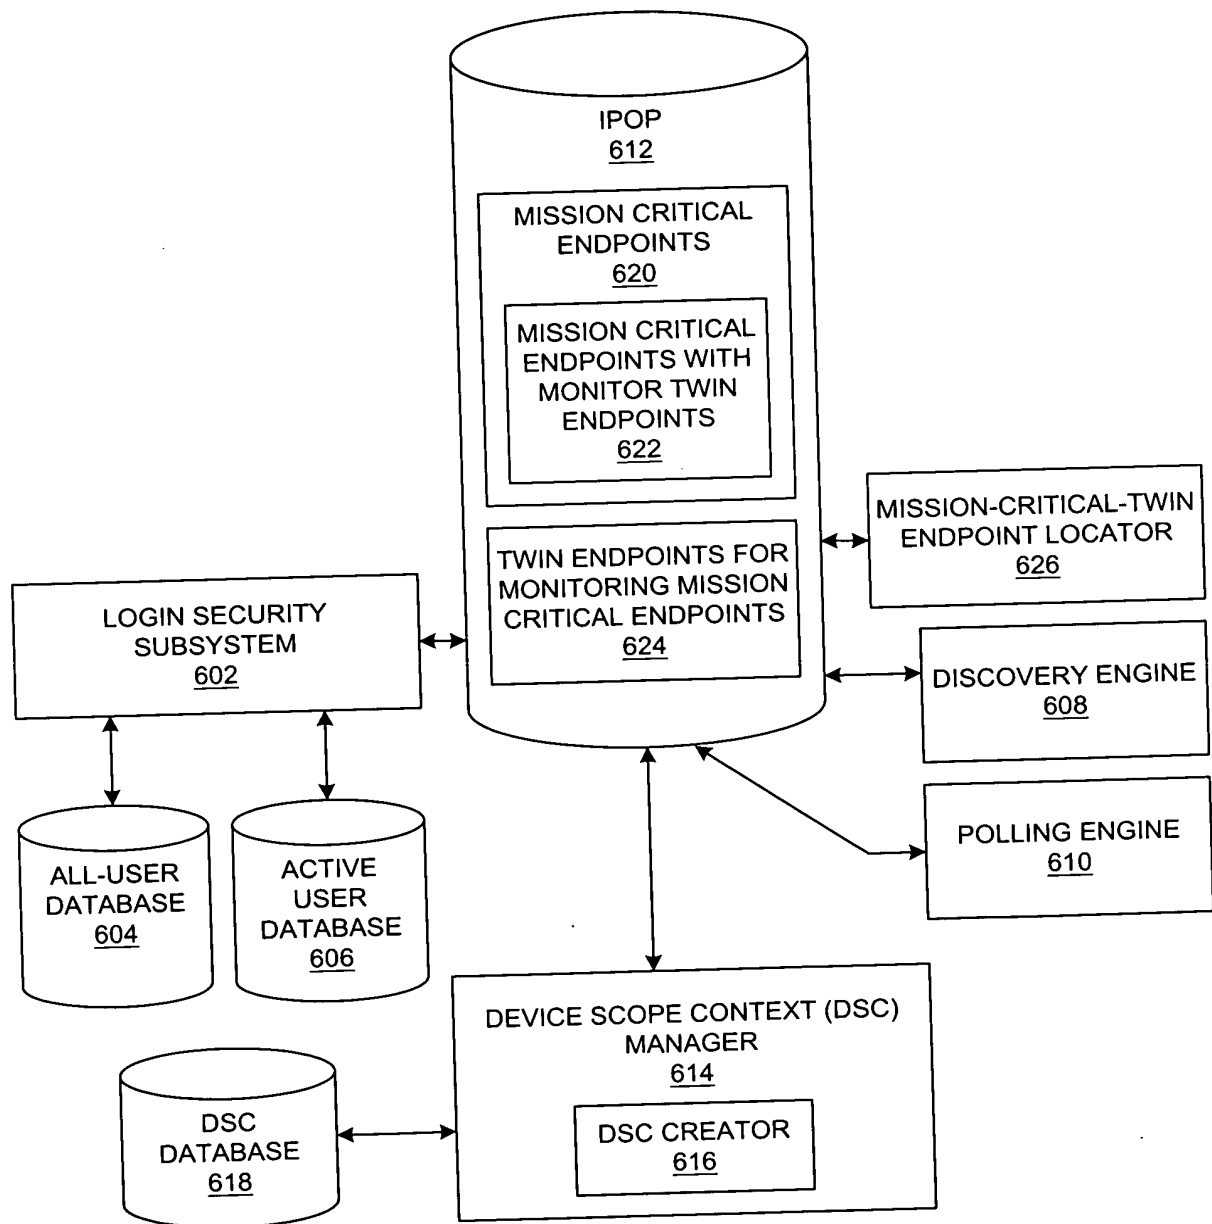 IPOP
612
MISSION CRITICAL
ENDPOINTS
620
MISSION CRITICAL
ENDPOINTS WITH
MONITOR TWIN
ENDPOINTS
622
TWIN ENDPOINTS FOR
MONITORING MISSION
CRITICAL ENDPOINTS
624
MISSION-CRITICAL-TWIN
ENDPOINT LOCATOR
626
LOGIN SECURITY
SUBSYSTEM
602
DISCOVERY ENGINE
608
POLLING ENGINE
610
ALL-USER
DATABASE
604
ACTIVE
USER
DATABASE
606
DEVICE SCOPE CONTEXT (DSC)
MANAGER
614
DSC CREATOR
616
DSC
DATABASE
618